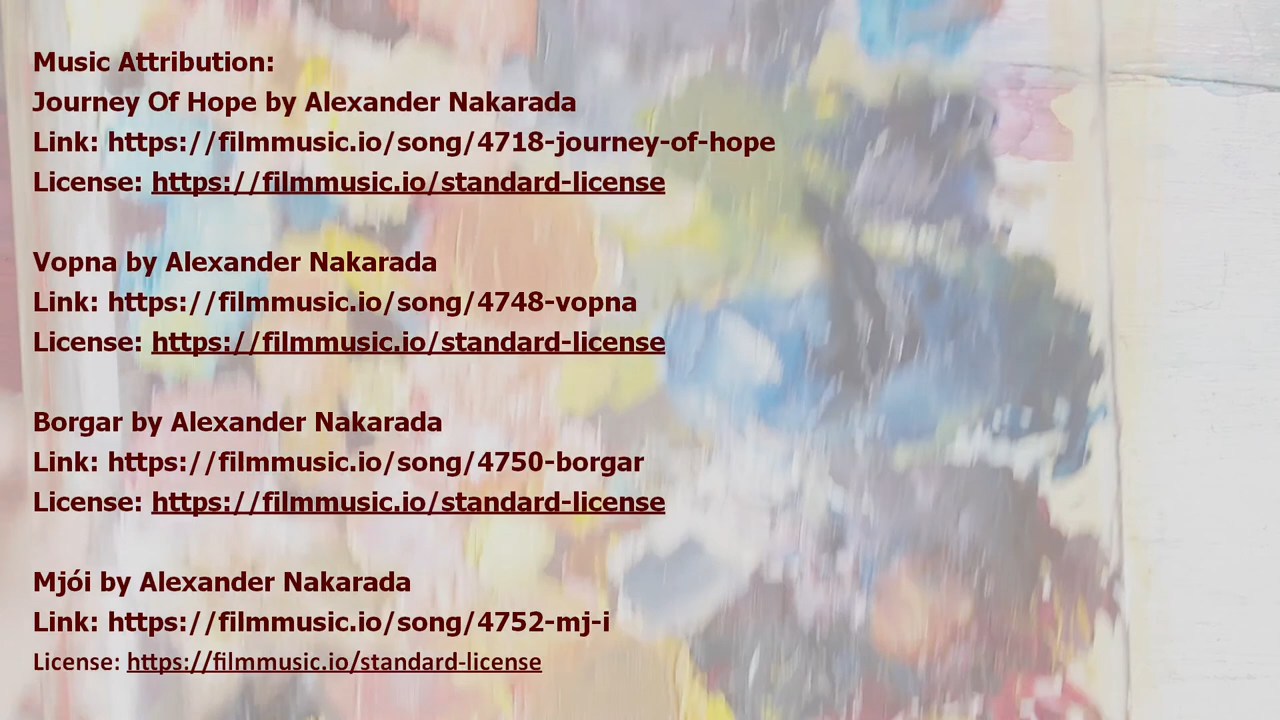 Music Attribution:
Journey Of Hope by Alexander Nakarada
Link: https://filmmusic.io/song/4718-journey-of-hope
License: https://filmmusic.io/standard-license
Vopna by Alexander Nakarada
Link: https://filmmusic.io/song/4748-vopna
License: https://filmmusic.io/standard-license
Borgar by Alexander Nakarada
Link: https://filmmusic.io/song/4750-borgar
License: https://filmmusic.io/standard-license
Mjói by Alexander Nakarada
Link: https://filmmusic.io/song/4752-mj-i
License: https://filmmusic.io/standard-license